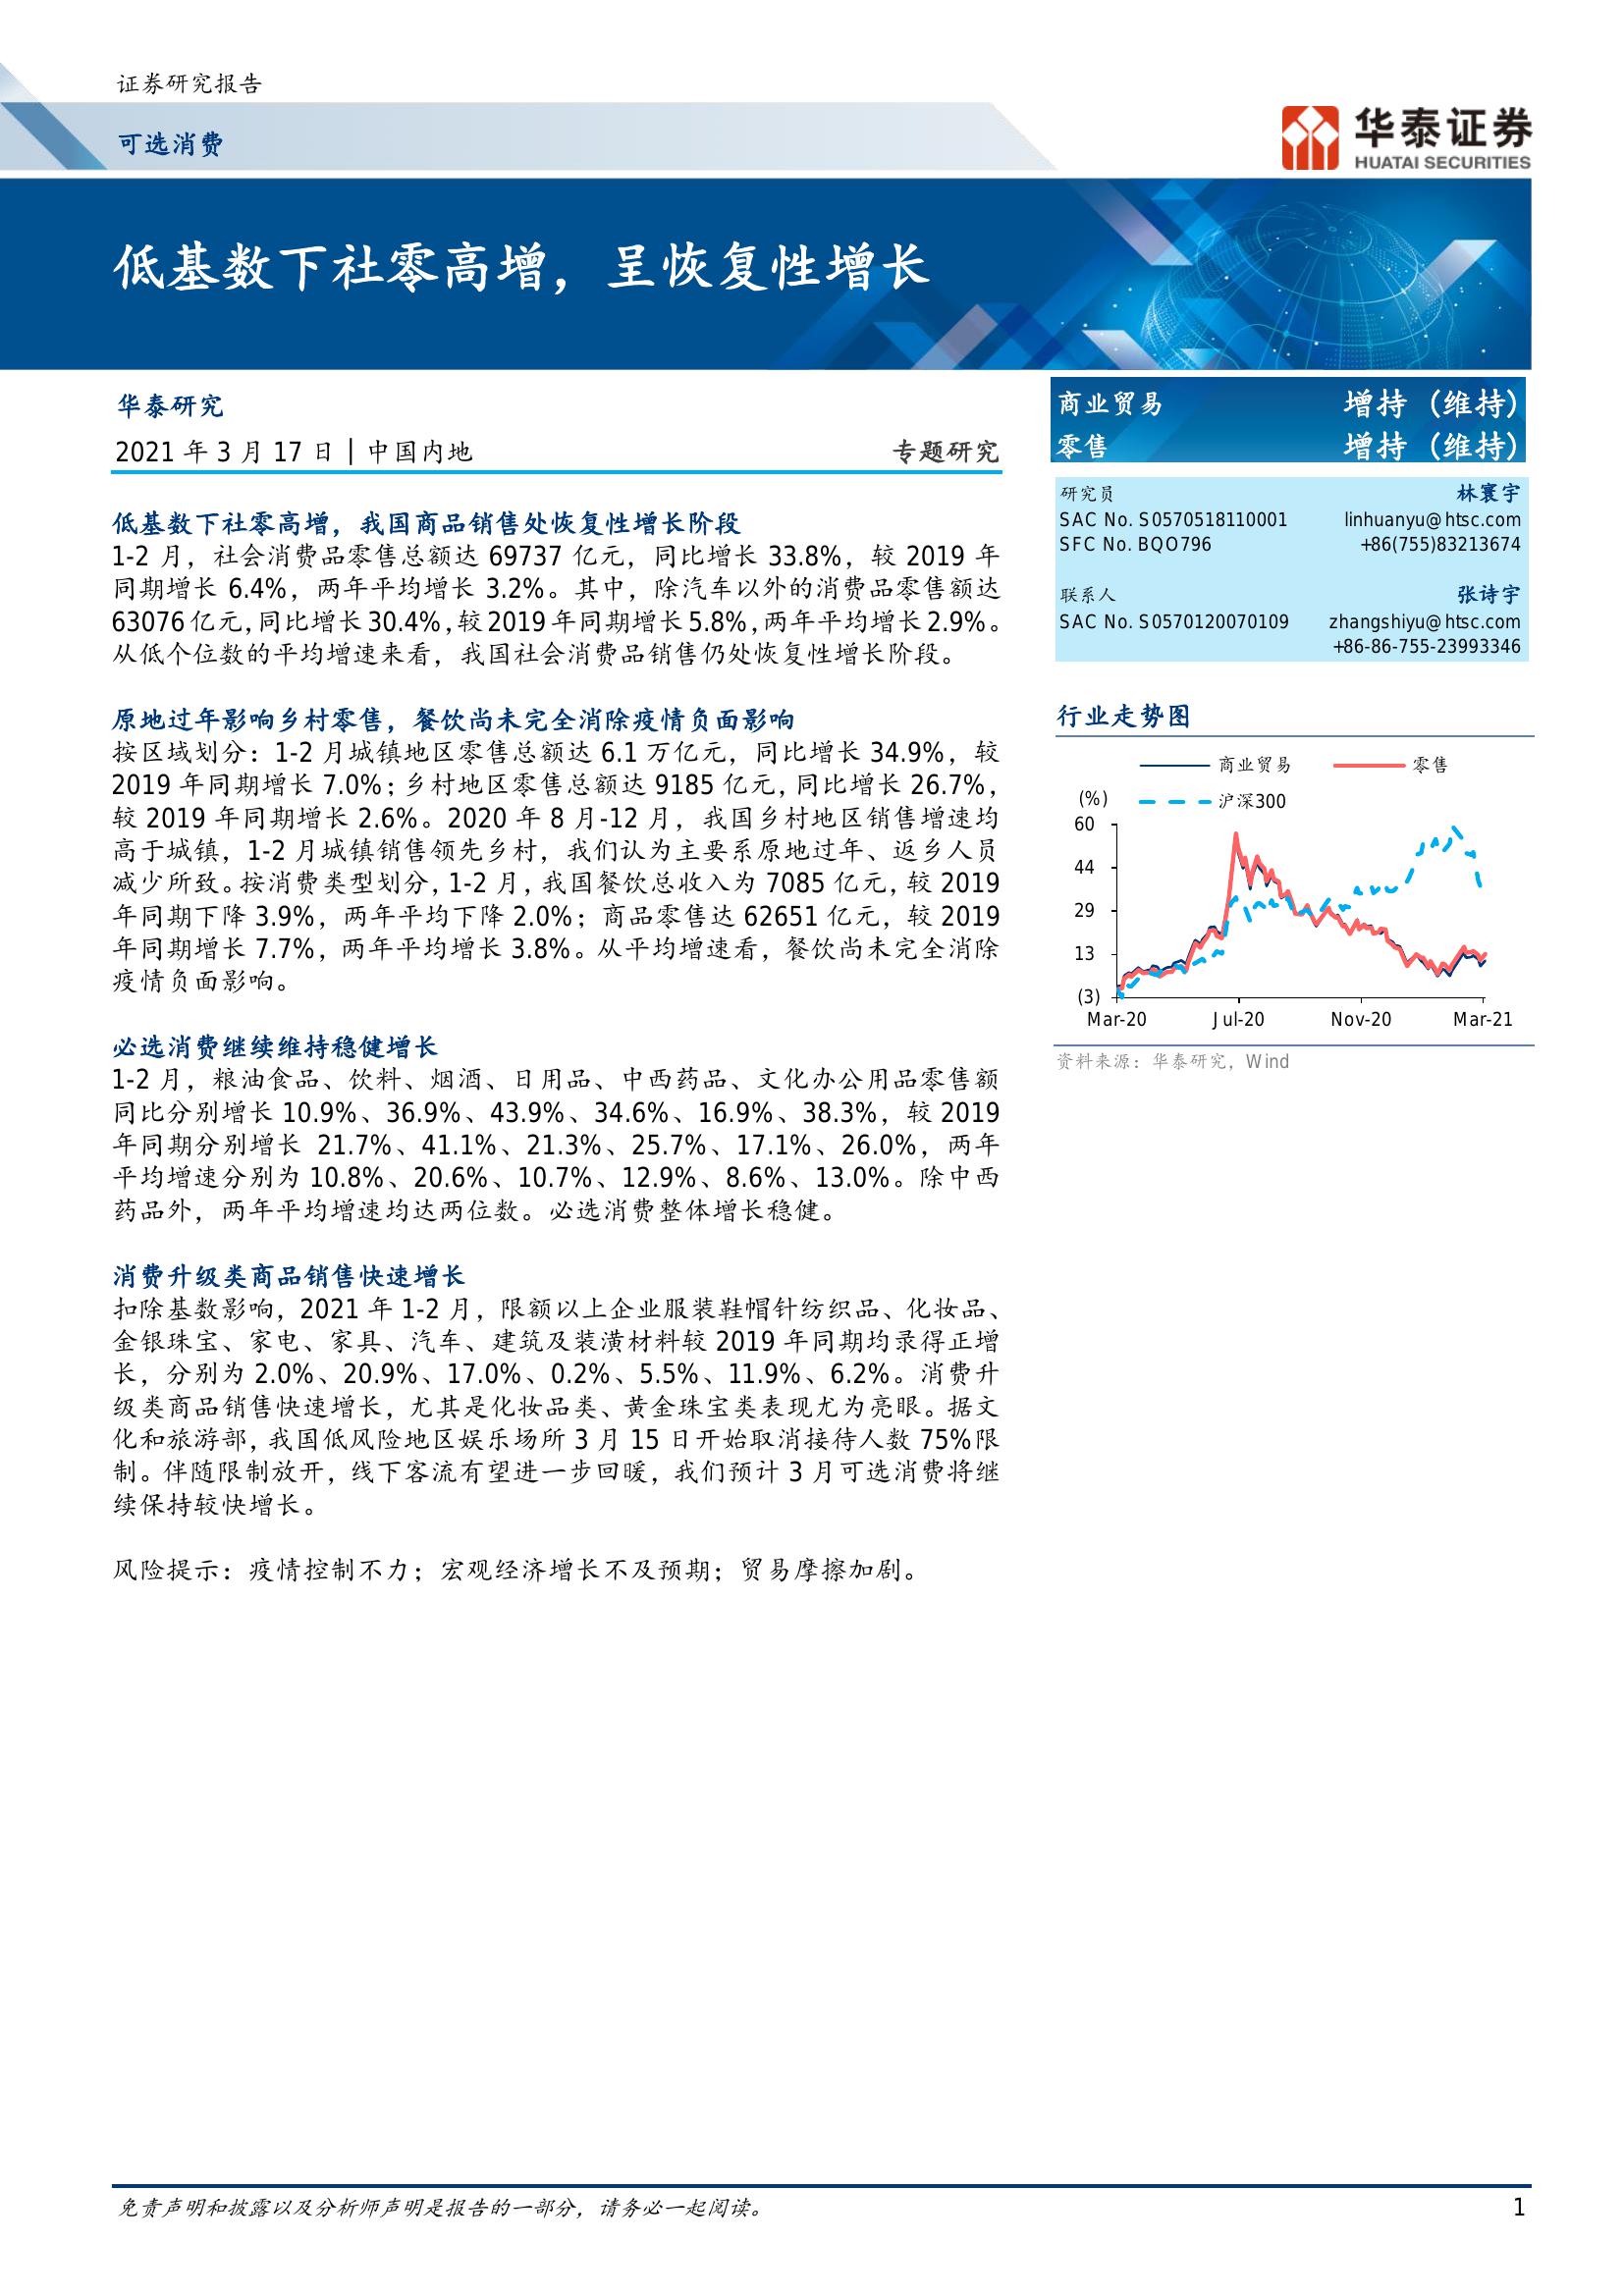 证券研究报告
可选消费
华泰证券
HUATAI SECURITIES
低基数下社零高增，呈恢复性增长
华泰研究
2021 年 3 月 17 日│中国内地
专题研究
低基数下社零高增，我国商品销售处恢复性增长阶段
1-2 月，社会消费品零售总额达 69737 亿元，同比增长 33.8%，较 2019 年
同期增长 6.4%，两年平均增长 3.2%。其中，除汽车以外的消费品零售额达
63076 亿元，同比增长 30.4%，较 2019 年同期增长 5.8%，两年平均增长 2.9%。
从低个位数的平均增速来看，我国社会消费品销售仍处恢复性增长阶段。
原地过年影响乡村零售，餐饮尚未完全消除疫情负面影响
按区域划分：1-2 月城镇地区零售总额达 6.1 万亿元，同比增长 34.9%，较
2019 年同期增长 7.0%；乡村地区零售总额达 9185 亿元，同比增长 26.7%，
较 2019 年同期增长 2.6%。2020 年 8 月-12 月，我国乡村地区销售增速均
高于城镇，1-2 月城镇销售领先乡村，我们认为主要系原地过年、返乡人员
减少所致。按消费类型划分，1-2 月，我国餐饮总收入为 7085 亿元，较 2019
年同期下降 3.9%，两年平均下降 2.0%；商品零售达 62651 亿元，较 2019
年同期增长 7.7%，两年平均增长 3.8%。从平均增速看，餐饮尚未完全消除
疫情负面影响。
必选消费继续维持稳健增长
1-2 月，粮油食品、饮料、烟酒、日用品、中西药品、文化办公用品零售额
同比分别增长 10.9%、36.9%、43.9%、34.6%、16.9%、38.3%，较 2019
年同期分别增长 21.7%、41.1%、21.3%、25.7%、17.1%、26.0%，两年
平均增速分别为 10.8%、20.6%、10.7%、12.9%、8.6%、13.0%。除中西
药品外，两年平均增速均达两位数。必选消费整体增长稳健。
消费升级类商品销售快速增长
扣除基数影响，2021 年 1-2 月，限额以上企业服装鞋帽针纺织品、化妆品、
金银珠宝、家电、家具、汽车、建筑及装潢材料较 2019 年同期均录得正增
长，分别为 2.0%、20.9%、17.0%、0.2%、5.5%、11.9%、6.2%。消费升
级类商品销售快速增长，尤其是化妆品类、黄金珠宝类表现尤为亮眼。据文
化和旅游部，我国低风险地区娱乐场所 3 月 15 日开始取消接待人数 75%限
制。伴随限制放开，线下客流有望进一步回暖，我们预计 3 月可选消费将继
续保持较快增长。
风险提示：疫情控制不力；宏观经济增长不及预期；贸易摩擦加剧。
商业贸易 增持 (维持)
零售 增持 (维持)
研究员 林寰宇
SAC No. S0570518110001 linhuanyu@htsc.com
SFC No. BQO796 +86(755)83213674
联系人 张诗宇
SAC No. S0570120070109 zhangshiyu@htsc.com
+86-86-755-23993346
行业走势图
商业贸易 零售
(%) 沪深300
60
44
29
13
(3)
Mar-20 Jul-20 Nov-20 Mar-21
资料来源：华泰研究，Wind
免责声明和披露以及分析师声明是报告的一部分，请务必一起阅读。 1